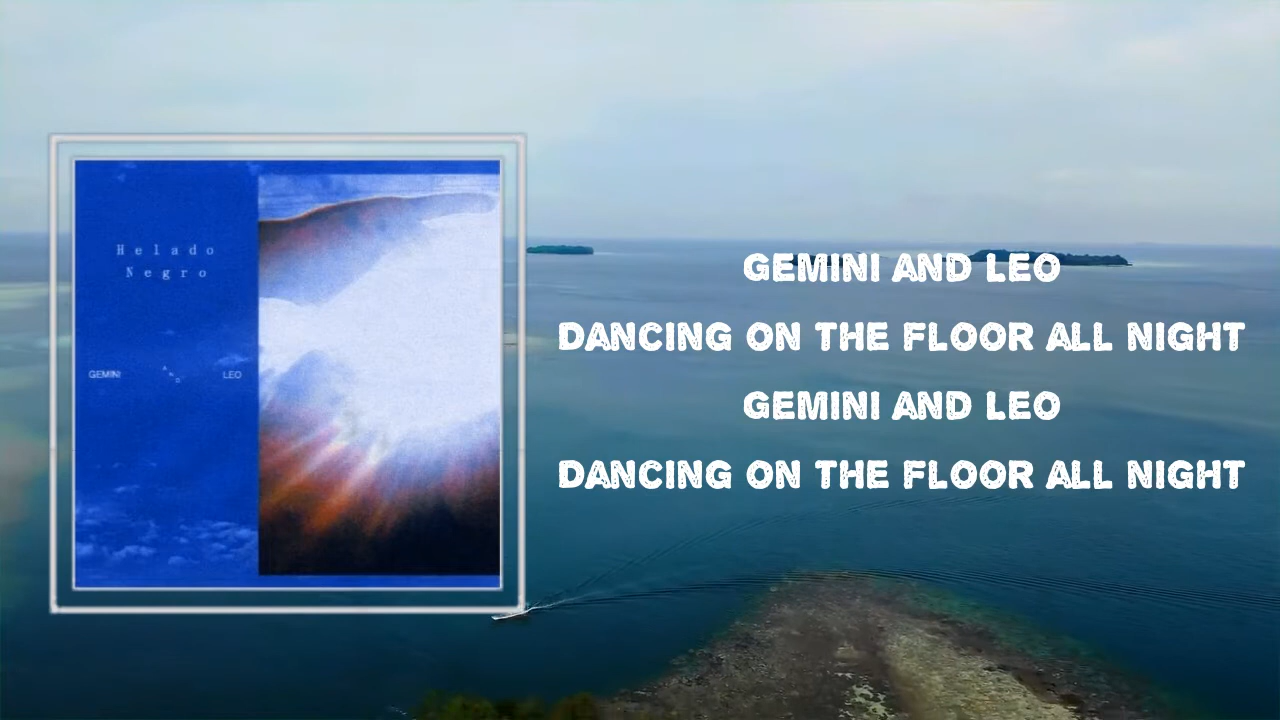 Helado
Negro
GEMINI AND LEO
GEMINI AND LEO
DANCING ON THE FLOOR ALL NIGHT
GEMINI AND LEO
DANCING ON THE FLOOR ALL NIGHT